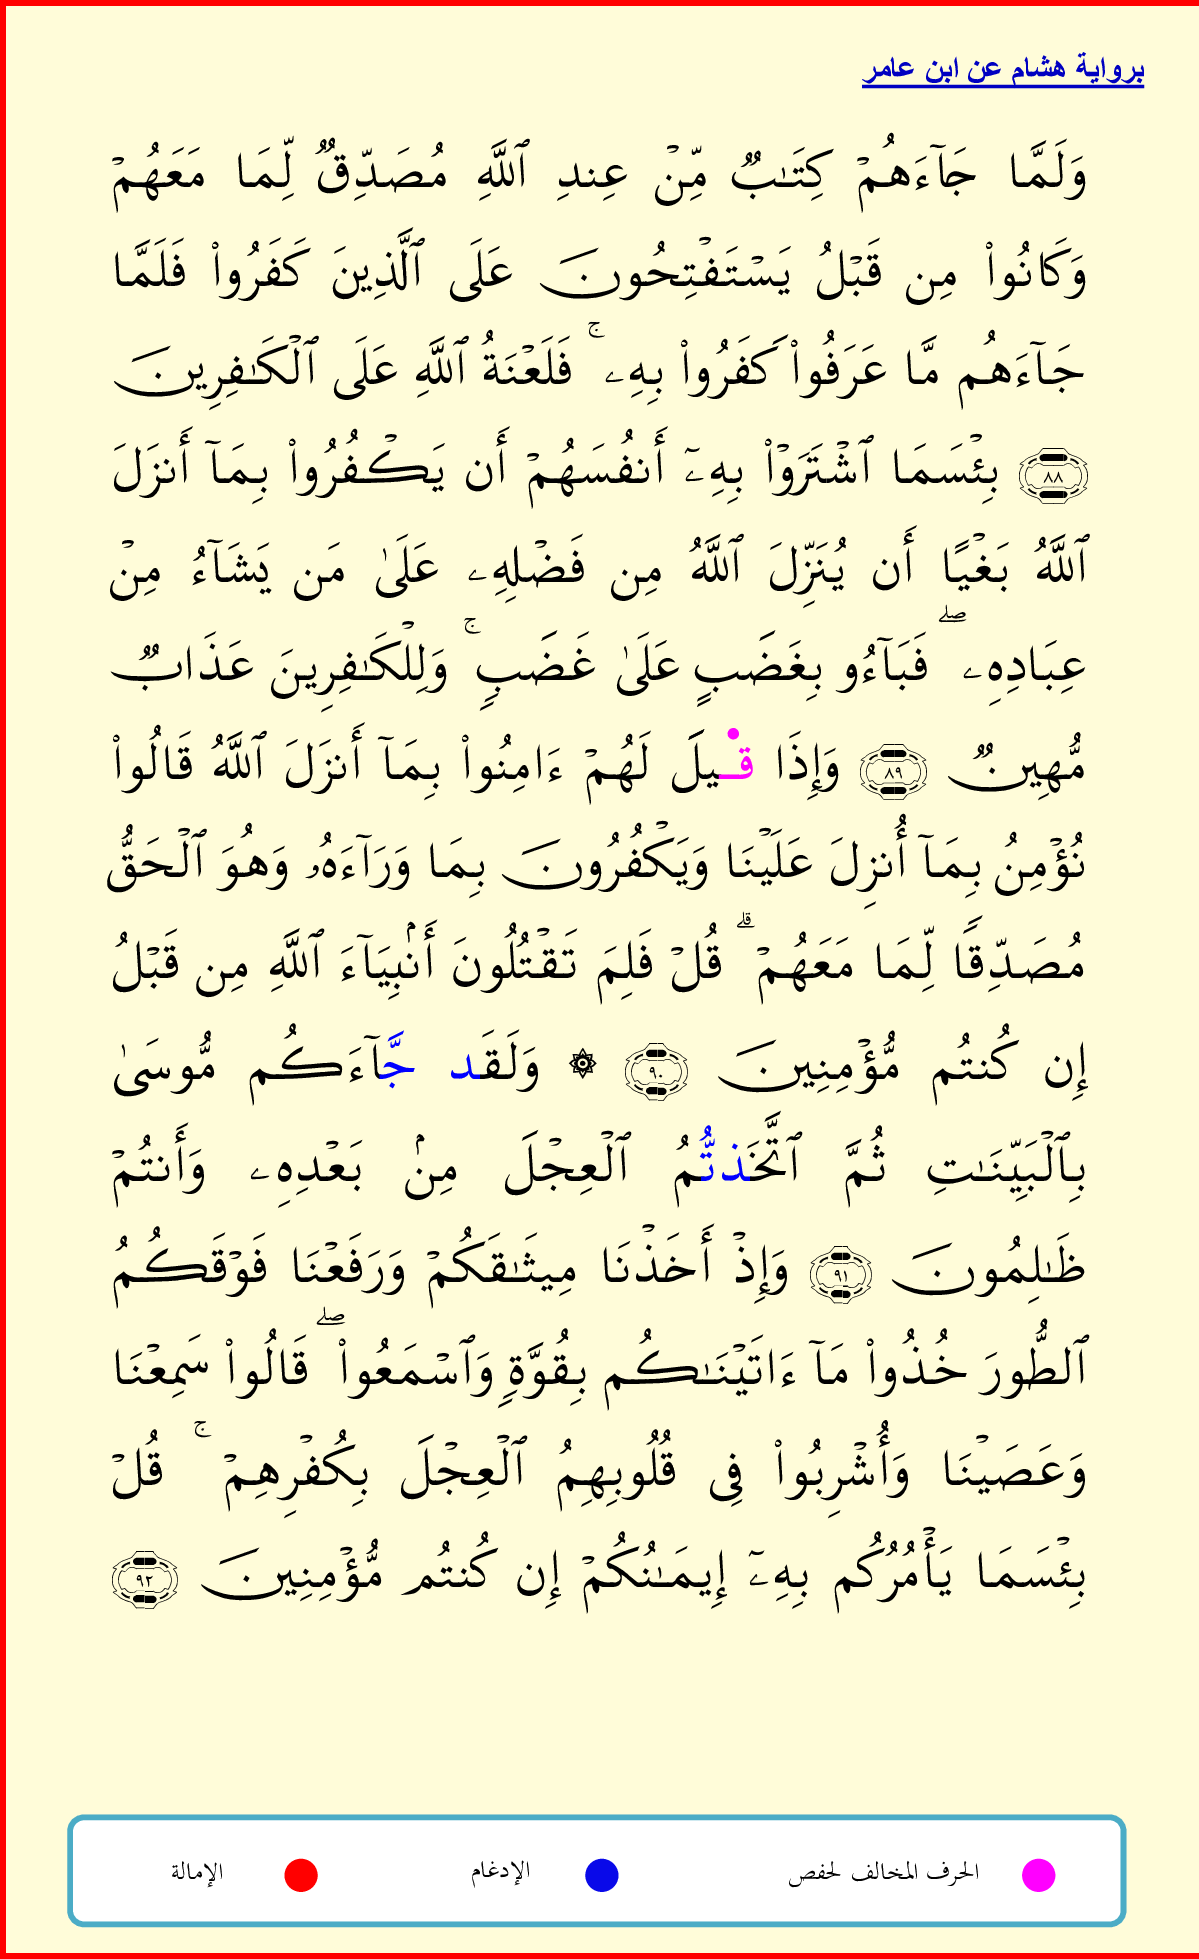 برواية هشام عن ابن عامر
وَلَمَّا جَآءَهُمۡ كِتَٰبٞ مِّنۡ عِندِ ٱللَّهِ مُصَدِّقٞ لِّمَا مَعَهُمۡ
وَكَانُواْ مِن قَبۡلُ يَسۡتَفۡتِحُونَ عَلَى ٱلَّذِينَ كَفَرُواْ فَلَمَّا
جَآءَهُم مَّا عَرَفُواْ كَفَرُواْ بِهِۦۚ فَلَعۡنَةُ ٱللَّهِ عَلَى ٱلۡكَٰفِرِينَ
٨٨ بِئۡسَمَا ٱشۡتَرَوۡاْ بِهِۦٓ أَنفُسَهُمۡ أَن يَكۡفُرُواْ بِمَآ أَنزَلَ
ٱللَّهُ بَغۡيًا أَن يُنَزِّلَ ٱللَّهُ مِن فَضۡلِهِۦ عَلَىٰ مَن يَشَآءُ مِنۡ
عِبَادِهِۦۖ فَبَآءُو بِغَضَبٍ عَلَىٰ غَضَبٖۚ وَلِلۡكَٰفِرِينَ عَذَابٞ
مُّهِينٞ ٨٩ وَإِذَا قۡيلَ لَهُمۡ ءَامِنُواْ بِمَآ أَنزَلَ ٱللَّهُ قَالُواْ
نُؤۡمِنُ بِمَآ أُنزِلَ عَلَيۡنَا وَيَكۡفُرُونَ بِمَا وَرَآءَهُۥ وَهُوَ ٱلۡحَقُّ
مُصَدِّقٗا لِّمَا مَعَهُمۡۗ قُلۡ فَلِمَ تَقۡتُلُونَ أَنۢبِيَآءَ ٱللَّهِ مِن قَبۡلُ
إِن كُنتُم مُّؤۡمِنِينَ ٩٠ ۞ وَلَقَد جَّآءَكُم مُّوسَىٰ
بِٱلۡبَيِّنَٰتِ ثُمَّ ٱتَّخَذتُّمُ ٱلۡعِجۡلَ مِنۢ بَعۡدِهِۦ وَأَنتُمۡ
ظَٰلِمُونَ ٩١ وَإِذۡ أَخَذۡنَا مِيثَٰقَكُمۡ وَرَفَعۡنَا فَوۡقَكُمُ
ٱلطُّورَ خُذُواْ مَآ ءَاتَيۡنَٰكُم بِقُوَّةٖ وَٱسۡمَعُواْۖ قَالُواْ سَمِعۡنَا
وَعَصَيۡنَا وَأُشۡرِبُواْ فِي قُلُوبِهِمُ ٱلۡعِجۡلَ بِكُفۡرِهِمۡۚ قُلۡ
بِئۡسَمَا يَأۡمُرُكُم بِهِۦٓ إِيمَٰنُكُمۡ إِن كُنتُم مُّؤۡمِنِينَ ٩٢
الحرف المخالف لحفص الإدغام الإمالة